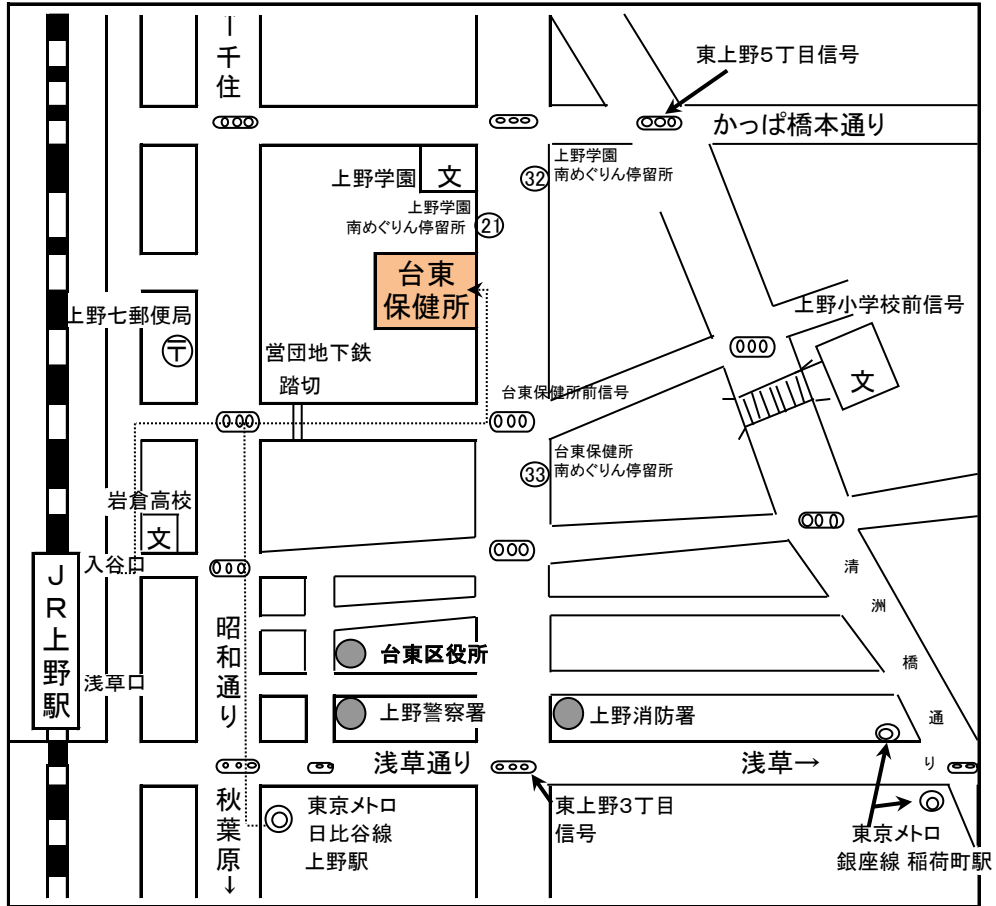 千住
東上野5丁目信号
かっぱ橋本通り
上野学園
文
上野学園
南めぐりん停留所
32
上野学園
南めぐりん停留所
21
台東
保健所
上野七郵便局
〒
営団地下鉄
踏切
上野小学校前信号
文
台東保健所前信号
台東保健所
南めぐりん停留所
33
岩倉高校
文
入谷口
JR上野駅
浅草口
昭和通り
清洲橋通り
台東区役所
上野警察署
上野消防署
浅草通り
浅草→
秋葉原↓
東京メトロ
日比谷線
上野駅
東上野3丁目
信号
東京メトロ
銀座線 稲荷町駅